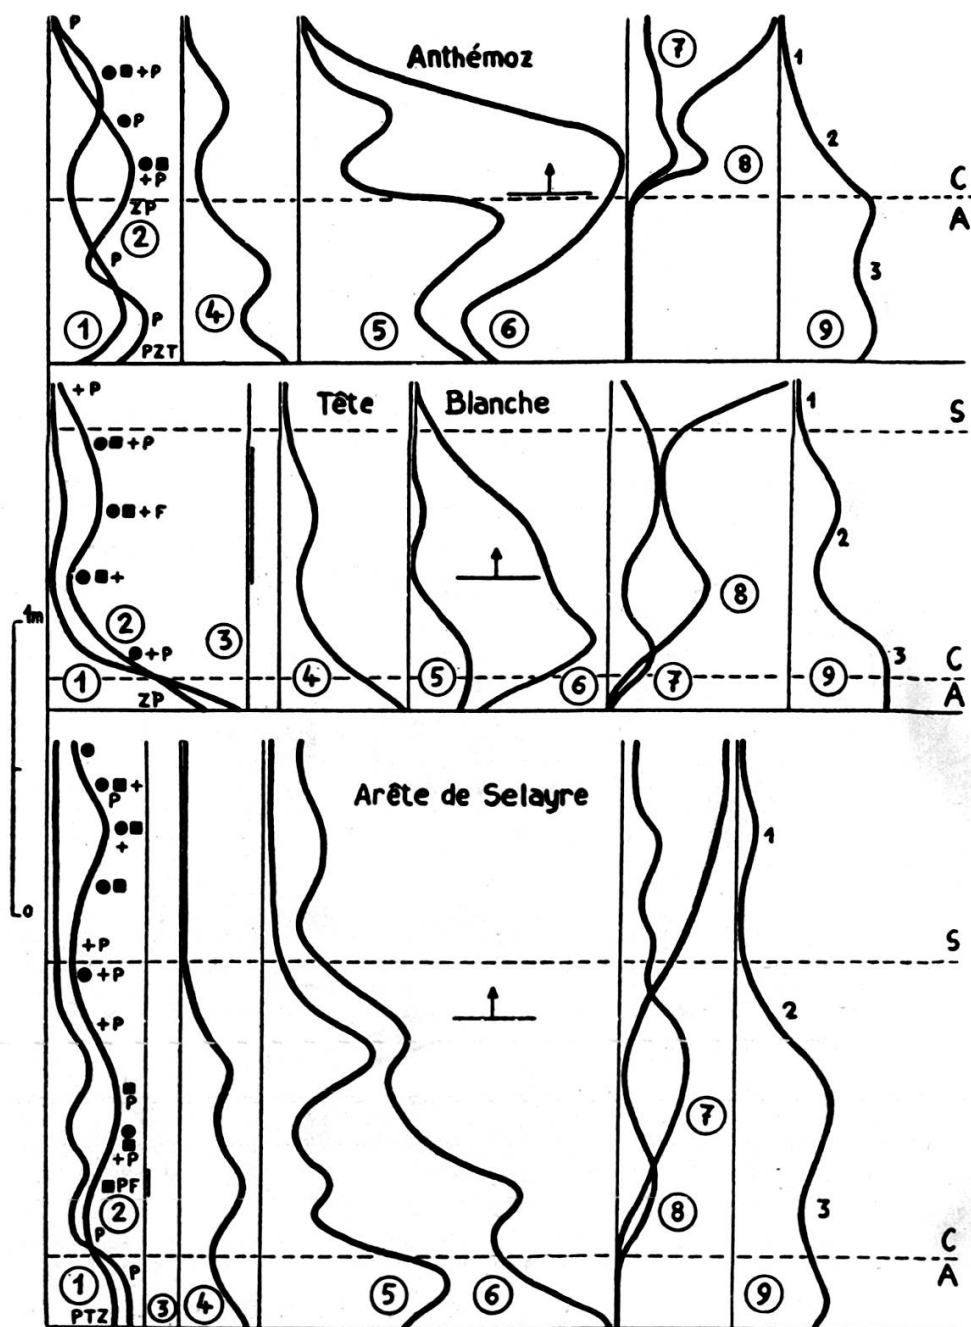 P
Anthémoz
7
1
●■+P
●P
2
●■
+P
8
C
ZP
A
2
P
3
1
4
5
6
9
P
PZT
+P
Tête Blanche
1
S
●■+P
●■+F
2
●■+
8
1m
2
3
●+P
3
C
1
4
5
6
7
9
ZP
A
●
Arête de Selayre
●■+
P
●■
+
1
●■
0
+P
S
●+P
+P
2
■
P
7
●
■
+P
■PF
2
8
3
P
C
A
1
P
3
4
5
6
9
PTZ